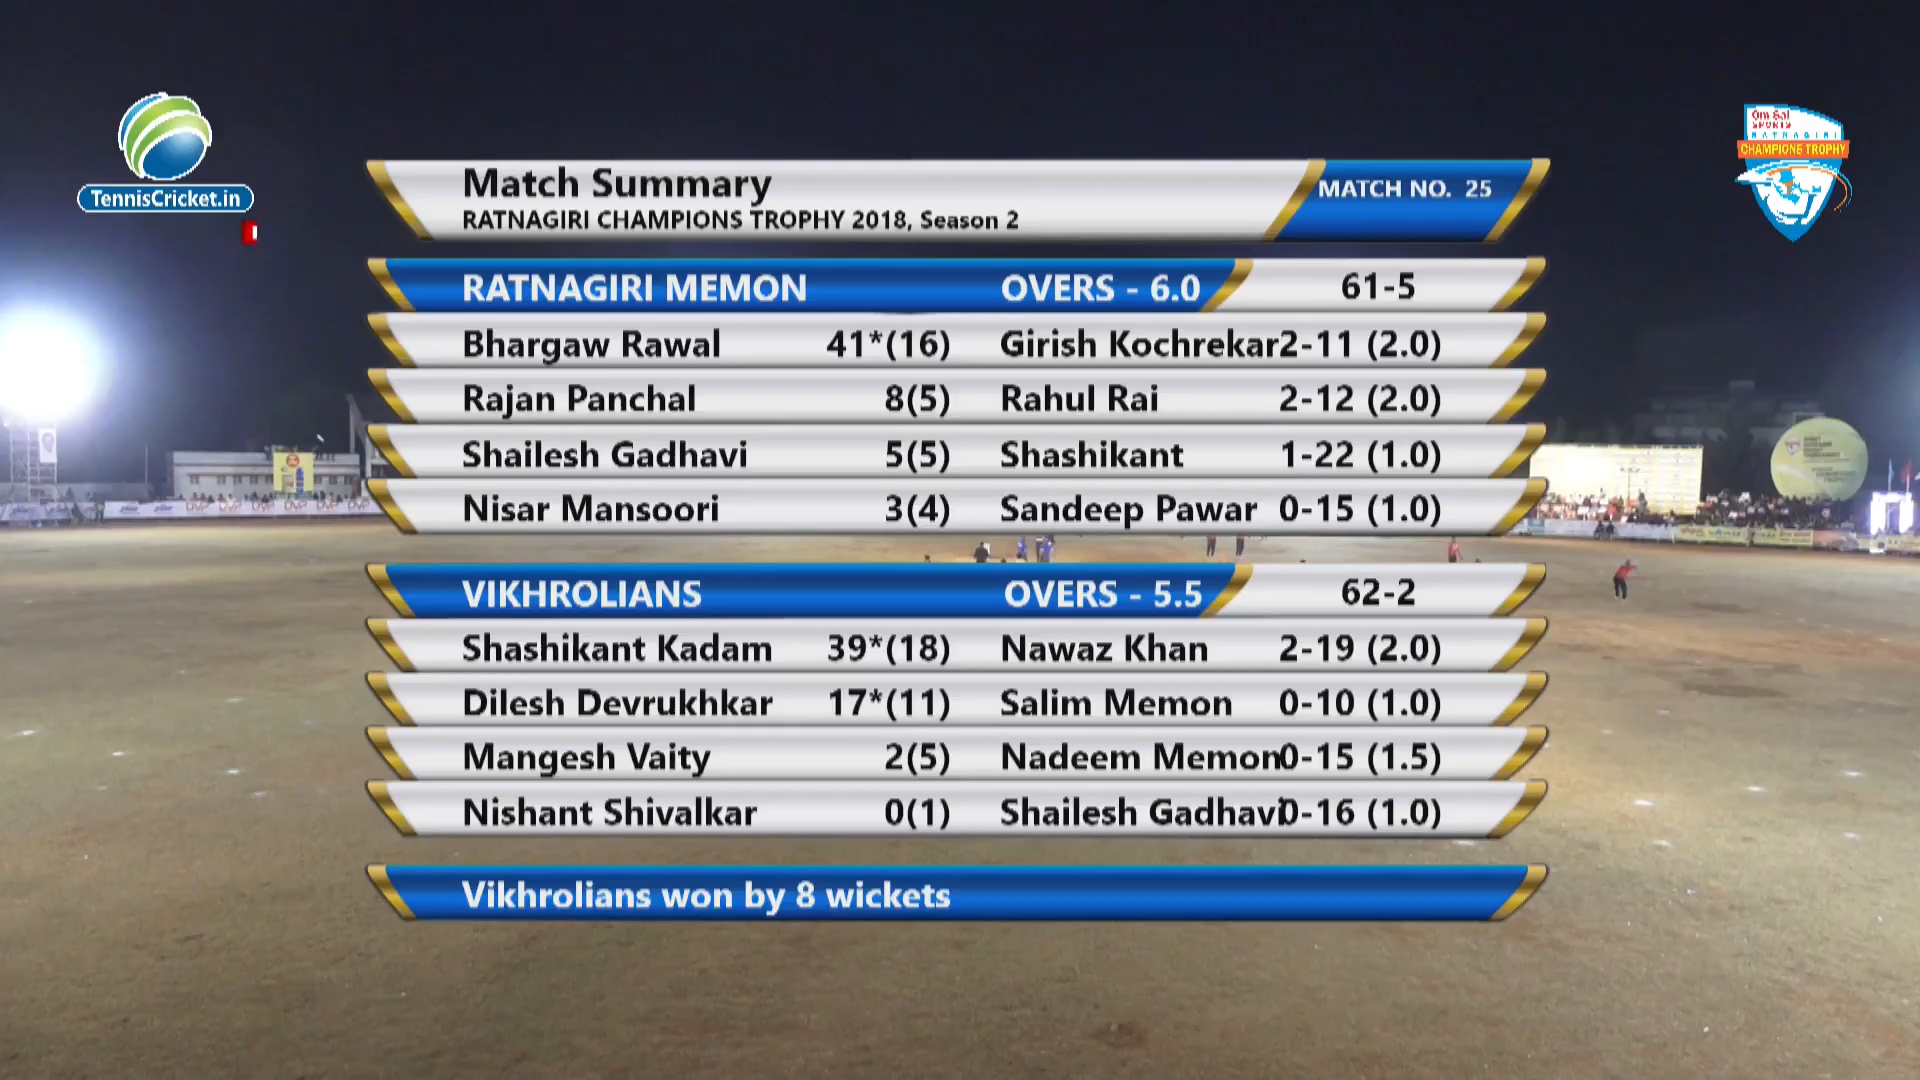 TennisCricket.in
Om Sai
SPORTS
RATNAGIRI
CHAMPIONS TROPHY
Match Summary
RATNAGIRI CHAMPIONS TROPHY 2018, Season 2
MATCH NO. 25
RATNAGIRI MEMON OVERS - 6.0 61-5
Bhargaw Rawal 41*(16) Girish Kochrekar 2-11 (2.0)
Rajan Panchal 8(5) Rahul Rai 2-12 (2.0)
Shailesh Gadhavi 5(5) Shashikant 1-22 (1.0)
Nisar Mansoori 3(4) Sandeep Pawar 0-15 (1.0)
VIKHROLIANS OVERS - 5.5 62-2
Shashikant Kadam 39*(18) Nawaz Khan 2-19 (2.0)
Dilesh Devrukhkar 17*(11) Salim Memon 0-10 (1.0)
Mangesh Vaity 2(5) Nadeem Memon 0-15 (1.5)
Nishant Shivalkar 0(1) Shailesh Gadhavi 0-16 (1.0)
Vikhrolians won by 8 wickets